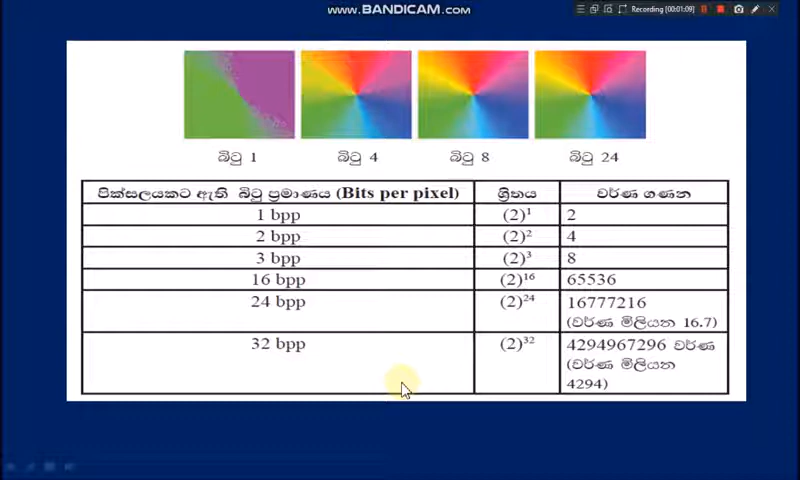 www.BANDICAM.com
Recording [00:01:09]
බිටු 1
බිටු 4
බිටු 8
බිටු 24
පික්සලයකට ඇති බිටු ප්‍රමාණය (Bits per pixel)
ශ්‍රිතය
වර්ණ ගණන
1 bpp
(2)¹
2
2 bpp
(2)²
4
3 bpp
(2)³
8
16 bpp
(2)¹⁶
65536
24 bpp
(2)²⁴
16777216
(වර්ණ මිලියන 16.7)
32 bpp
(2)³²
4294967296 වර්ණ
(වර්ණ මිලියන
4294)